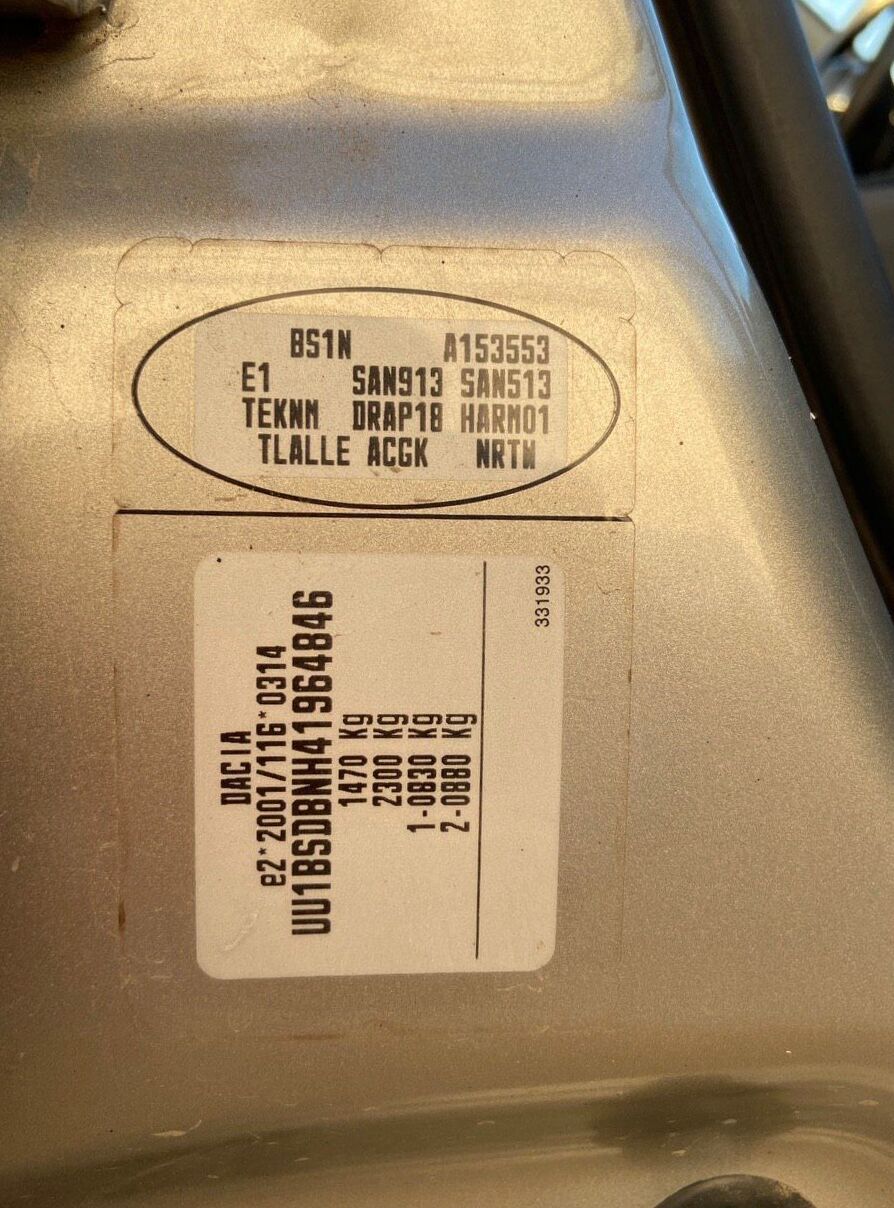 BS1N A153553
E1 SAN913 SAN513
TEKNM DRAP18 HARM01
TLALLE ACGK NRTW
DACIA
e2*2001/116*0314
UU1BSDBNH41964846
1470 Kg
2300 Kg
1-0830 Kg
2-0880 Kg
331933